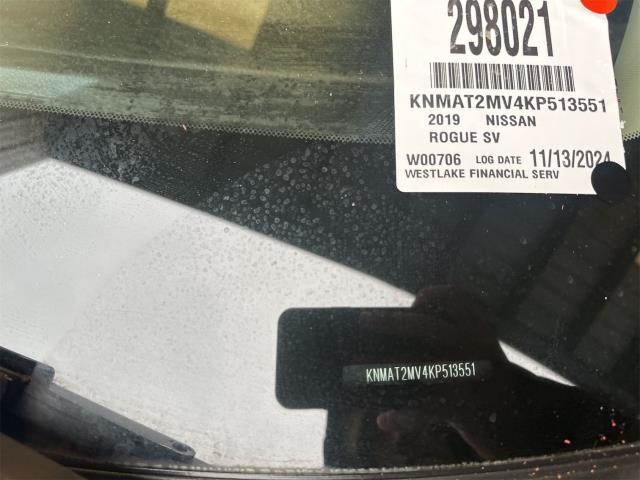 298021
KNMAT2MV4KP513551
2019 NISSAN
ROGUE SV
W00706 LOG DATE 11/13/2024
WESTLAKE FINANCIAL SERV
KNMAT2MV4KP513551